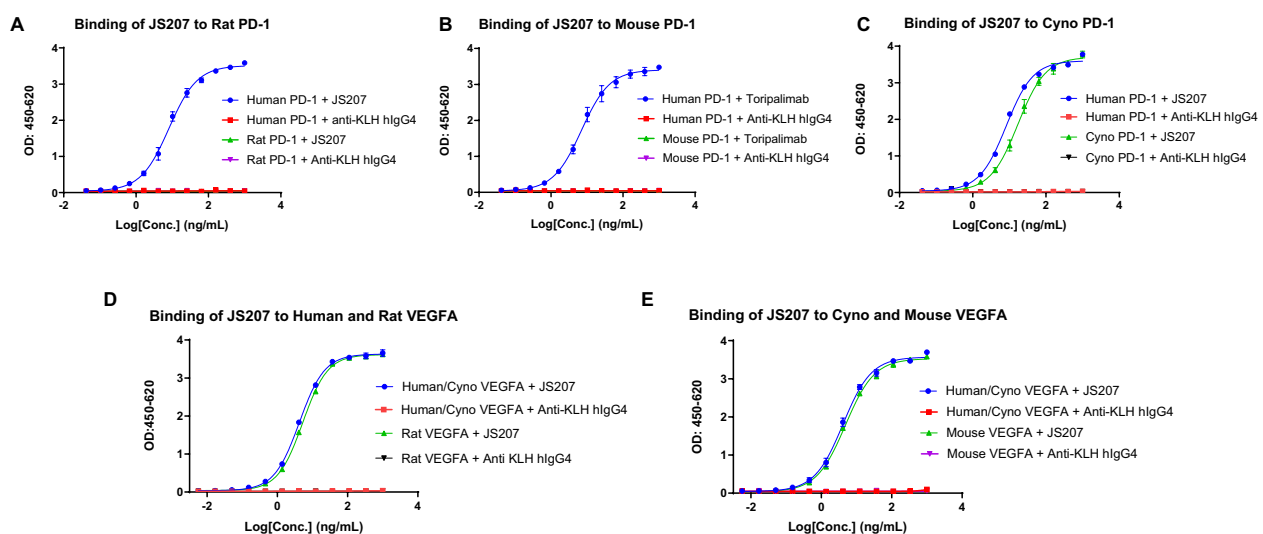 A
Binding of JS207 to Rat PD-1
OD: 450-620
4
3
2
1
0
-2
0
2
4
Log[Conc.] (ng/mL)
Human PD-1 + JS207
Human PD-1 + anti-KLH hIgG4
Rat PD-1 + JS207
Rat PD-1 + Anti-KLH hIgG4
B
Binding of JS207 to Mouse PD-1
OD: 450-620
4
3
2
1
0
-2
0
2
4
Log[Conc.] (ng/mL)
Human PD-1 + Toripalimab
Human PD-1 + Anti-KLH hIgG4
Mouse PD-1 + Toripalimab
Mouse PD-1 + Anti-KLH hIgG4
C
Binding of JS207 to Cyno PD-1
OD: 450-620
4
3
2
1
0
-2
0
2
4
Log[Conc.] (ng/mL)
Human PD-1 + JS207
Human PD-1 + Anti-KLH hIgG4
Cyno PD-1 + JS207
Cyno PD-1 + Anti-KLH hIgG4
D
Binding of JS207 to Human and Rat VEGFA
OD:450-620
4
3
2
1
0
-2
0
2
4
Log[Conc.] (ng/mL)
Human/Cyno VEGFA + JS207
Human/Cyno VEGFA + Anti-KLH hIgG4
Rat VEGFA + JS207
Rat VEGFA + Anti KLH hIgG4
E
Binding of JS207 to Cyno and Mouse VEGFA
OD: 450-620
4
3
2
1
0
-2
0
2
4
Log[Conc.] (ng/mL)
Human/Cyno VEGFA + JS207
Human/Cyno VEGFA + Anti-KLH hIgG4
Mouse VEGFA + JS207
Mouse VEGFA + Anti-KLH hIgG4